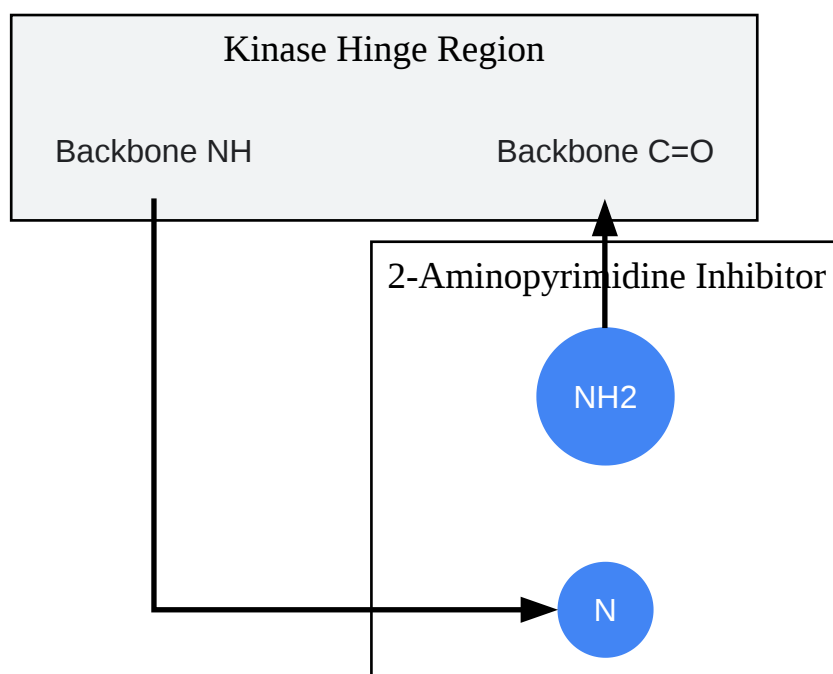 Kinase Hinge Region
Backbone NH Backbone C=O
2-Aminopyrimidine Inhibitor
NH2
N